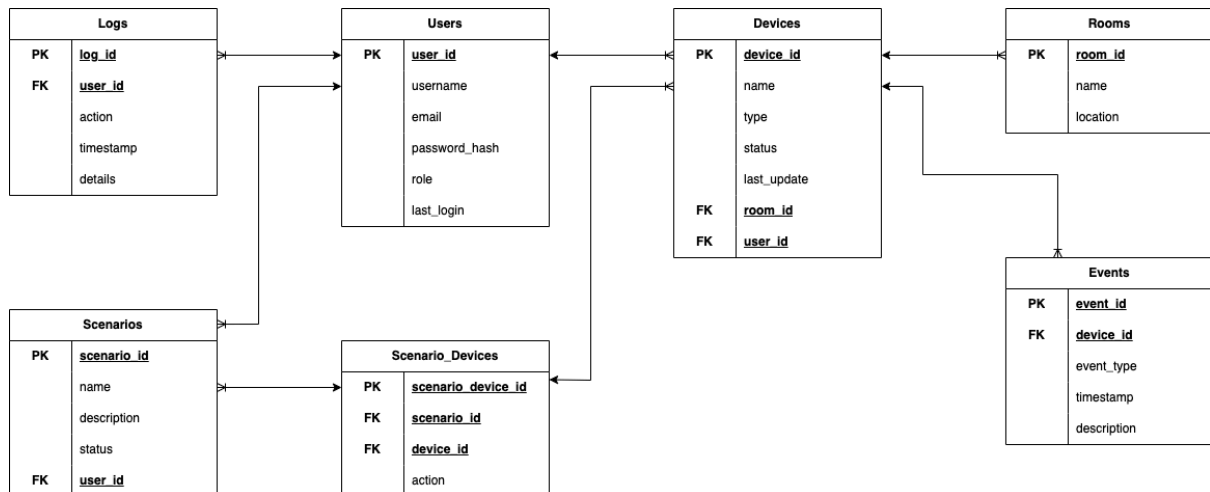 Logs
PK log_id
FK user_id
action
timestamp
details
Users
PK user_id
username
email
password_hash
role
last_login
Devices
PK device_id
name
type
status
last_update
FK room_id
FK user_id
Rooms
PK room_id
name
location
Scenarios
PK scenario_id
name
description
status
FK user_id
Scenario_Devices
PK scenario_device_id
FK scenario_id
FK device_id
action
Events
PK event_id
FK device_id
event_type
timestamp
description